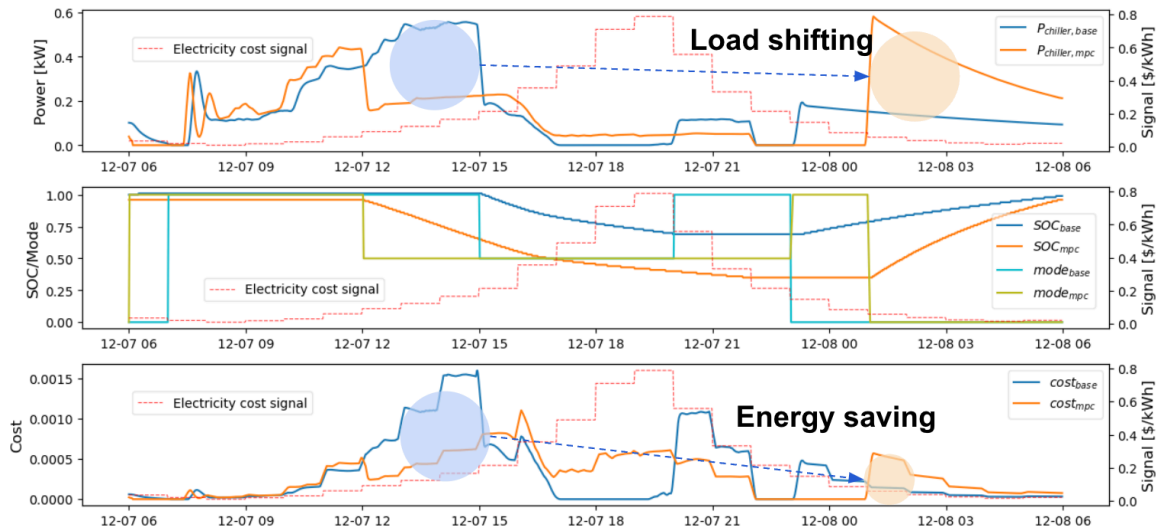 0.6
0.4
0.2
0.0
Power [kW]
Electricity cost signal
Load shifting
P_chiller,base
P_chiller,mpc
0.8
0.6
0.4
0.2
0.0
Signal [$/kWh]
12-07 06
12-07 09
12-07 12
12-07 15
12-07 18
12-07 21
12-08 00
12-08 03
12-08 06
1.00
0.75
0.50
0.25
0.00
SOC/Mode
Electricity cost signal
SOC_base
SOC_mpc
mode_base
mode_mpc
0.8
0.6
0.4
0.2
0.0
Signal [$/kWh]
12-07 06
12-07 09
12-07 12
12-07 15
12-07 18
12-07 21
12-08 00
12-08 03
12-08 06
0.0015
0.0010
0.0005
0.0000
Cost
Electricity cost signal
Energy saving
cost_base
cost_mpc
0.8
0.6
0.4
0.2
0.0
Signal [$/kWh]
12-07 06
12-07 09
12-07 12
12-07 15
12-07 18
12-07 21
12-08 00
12-08 03
12-08 06